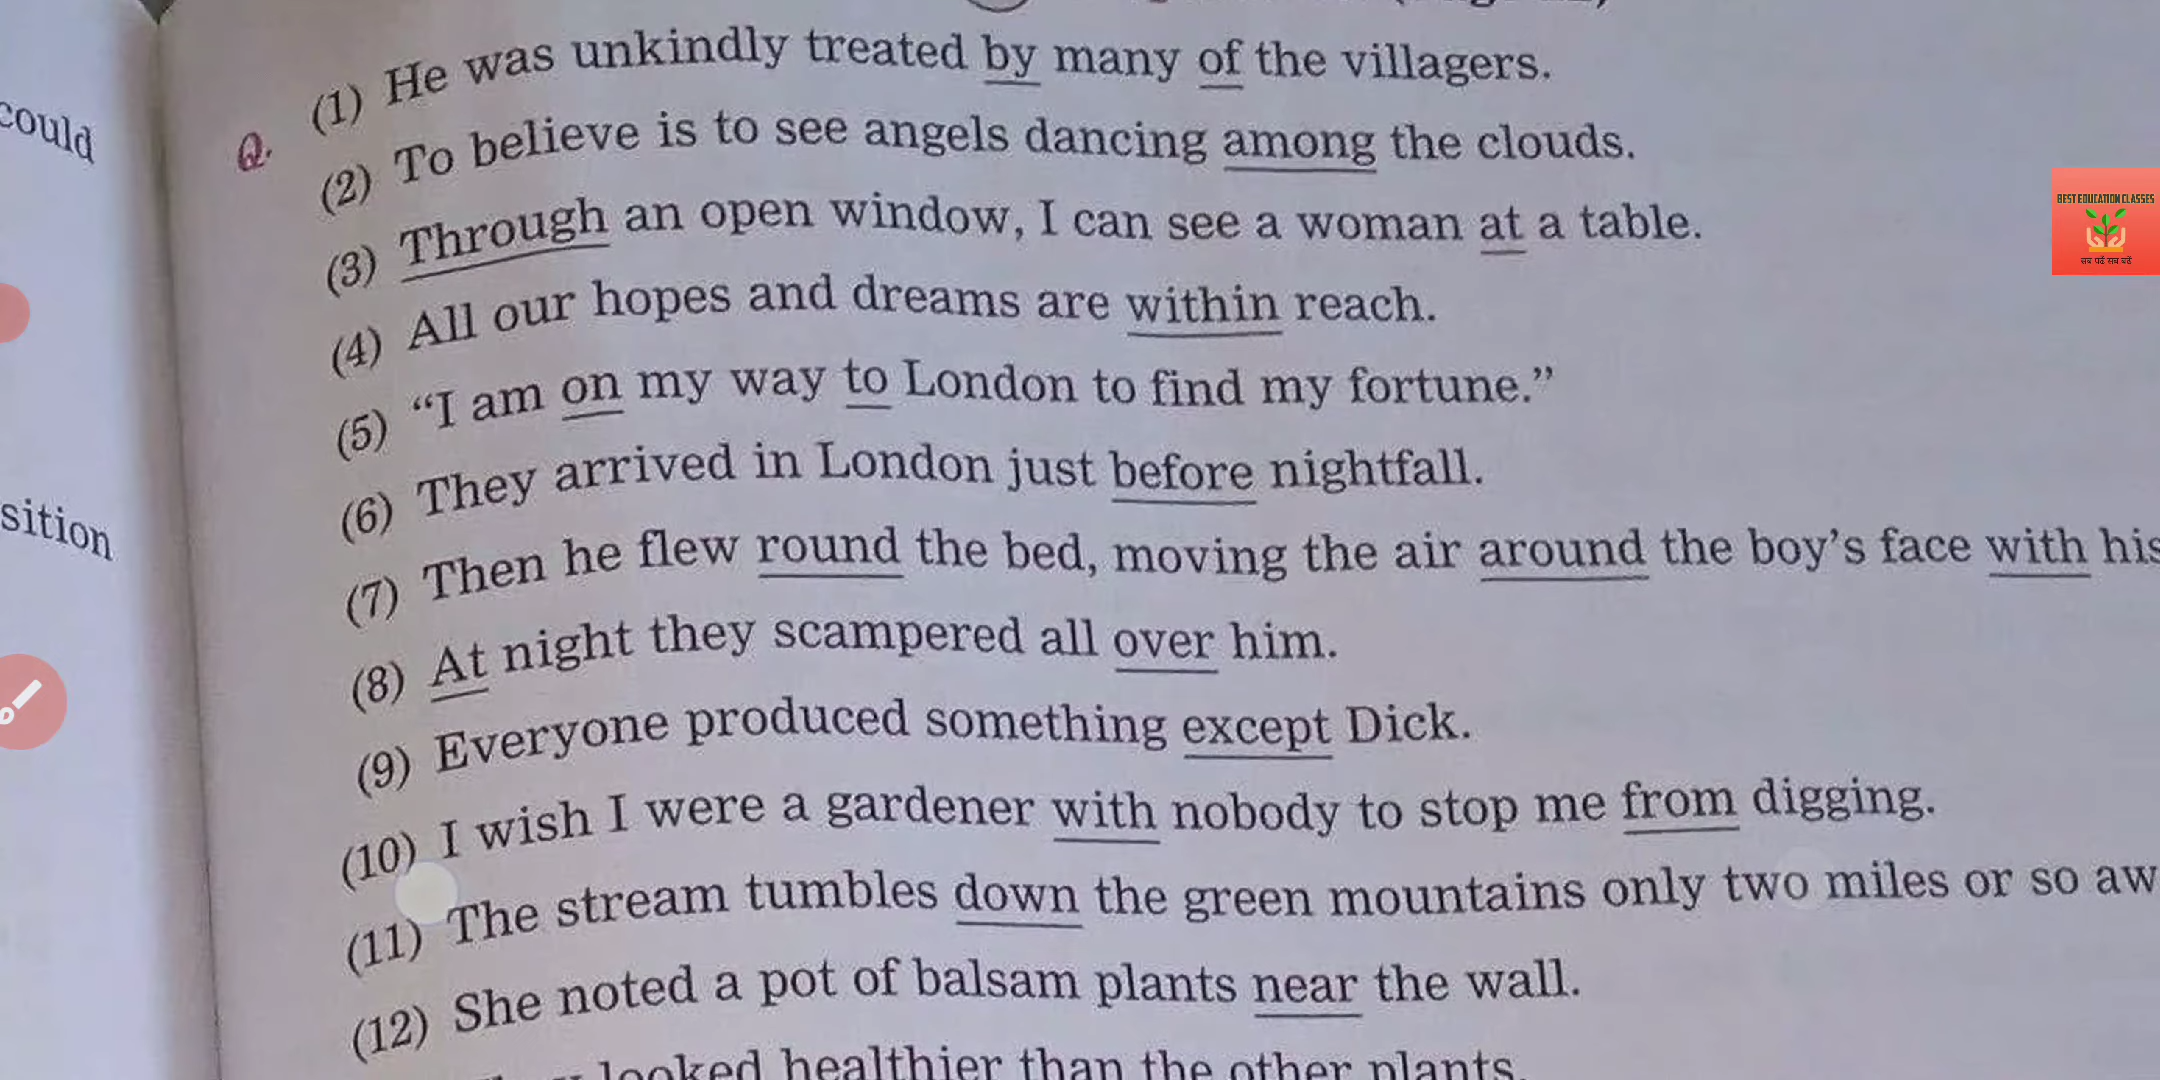 could
sition
Q.
(1) He was unkindly treated by many of the villagers.
(2) To believe is to see angels dancing among the clouds.
(3) Through an open window, I can see a woman at a table.
(4) All our hopes and dreams are within reach.
(5) “I am on my way to London to find my fortune.”
(6) They arrived in London just before nightfall.
(7) Then he flew round the bed, moving the air around the boy’s face with his
(8) At night they scampered all over him.
(9) Everyone produced something except Dick.
(10) I wish I were a gardener with nobody to stop me from digging.
(11) The stream tumbles down the green mountains only two miles or so aw
(12) She noted a pot of balsam plants near the wall.
looked healthier than the other plants.
BEST EDUCATION CLASSES
सब पढ़ें सब बढ़ें